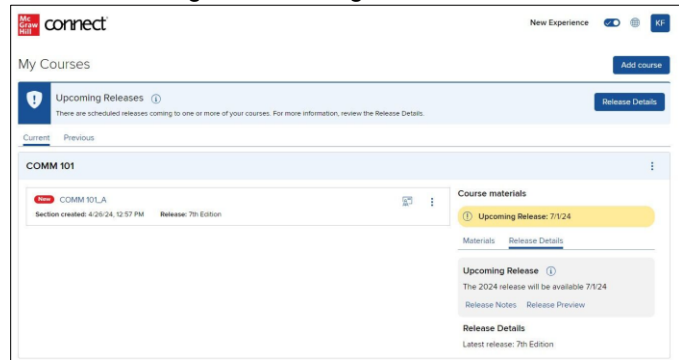 Mc
Graw
Hill
connect
New Experience
KF
My Courses
Add course
Upcoming Releases
There are scheduled releases coming to one or more of your courses. For more information, review the Release Details.
Release Details
Current Previous
COMM 101
New COMM 101_A
Section created: 4/26/24, 12:57 PM Release: 7th Edition
Course materials
Upcoming Release: 7/1/24
Materials Release Details
Upcoming Release
The 2024 release will be available 7/1/24
Release Notes Release Preview
Release Details
Latest release: 7th Edition